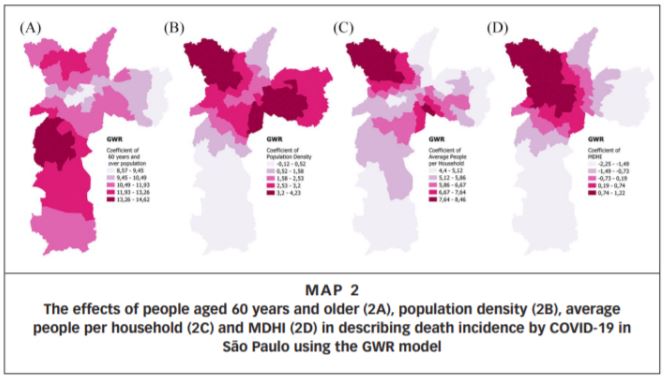 (A)
(B)
(C)
(D)
GWR
Coefficient of
60 years and
over population
8,57 - 9,45
9,45 - 10,49
10,49 - 11,93
11,93 - 13,26
13,26 - 14,62
GWR
Coefficient of
Population Density
-0,12 - 0,52
0,52 - 1,58
1,58 - 2,53
2,53 - 3,2
3,2 - 4,23
GWR
Coefficient of
Average People
per Household
4,4 - 5,12
5,12 - 5,86
5,86 - 6,67
6,67 - 7,64
7,64 - 8,46
GWR
Coefficient of
MDHI
-2,25 - -1,49
-1,49 - -0,73
-0,73 - 0,19
0,19 - 0,74
0,74 - 1,22
MAP 2
The effects of people aged 60 years and older (2A), population density (2B), average
people per household (2C) and MDHI (2D) in describing death incidence by COVID-19 in
São Paulo using the GWR model